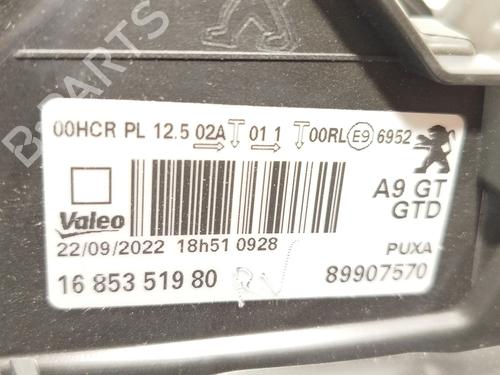 B PARTS
00HCR PL 12.5 02A 01 1 00RL E9 6952
A9 GT
GTD
Valeo
22/09/2022 18h51 0928
PUXA
16 853 519 80
89907570